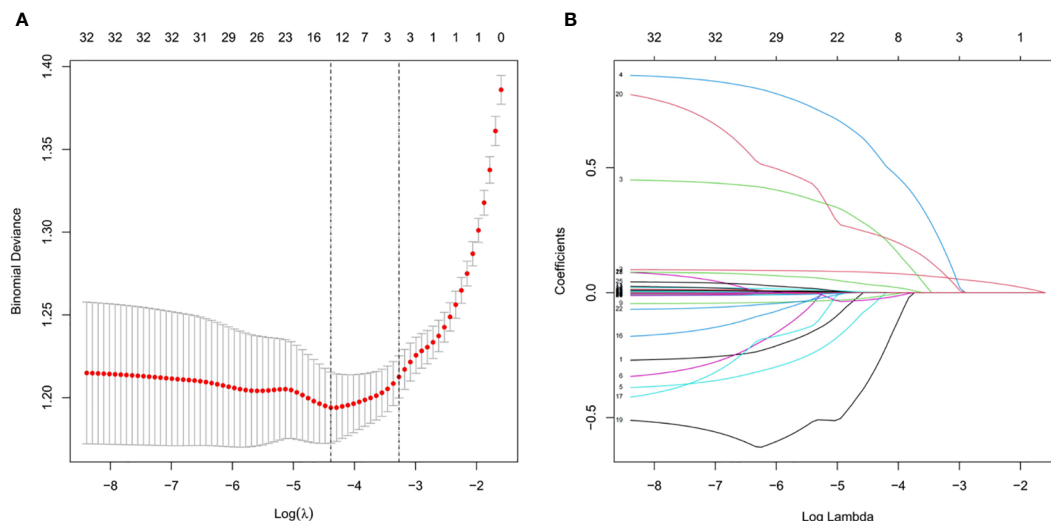 A
32 32 32 32 31 29 26 23 16 12 7 3 3 1 1 1 0
Binomial Deviance
1.40
1.35
1.30
1.25
1.20
−8 −7 −6 −5 −4 −3 −2
Log(λ)
B
32 32 29 22 8 3 1
Coefficients
0.5
0.0
−0.5
4
20
3
22
16
1
6
5
17
19
−8 −7 −6 −5 −4 −3 −2
Log Lambda